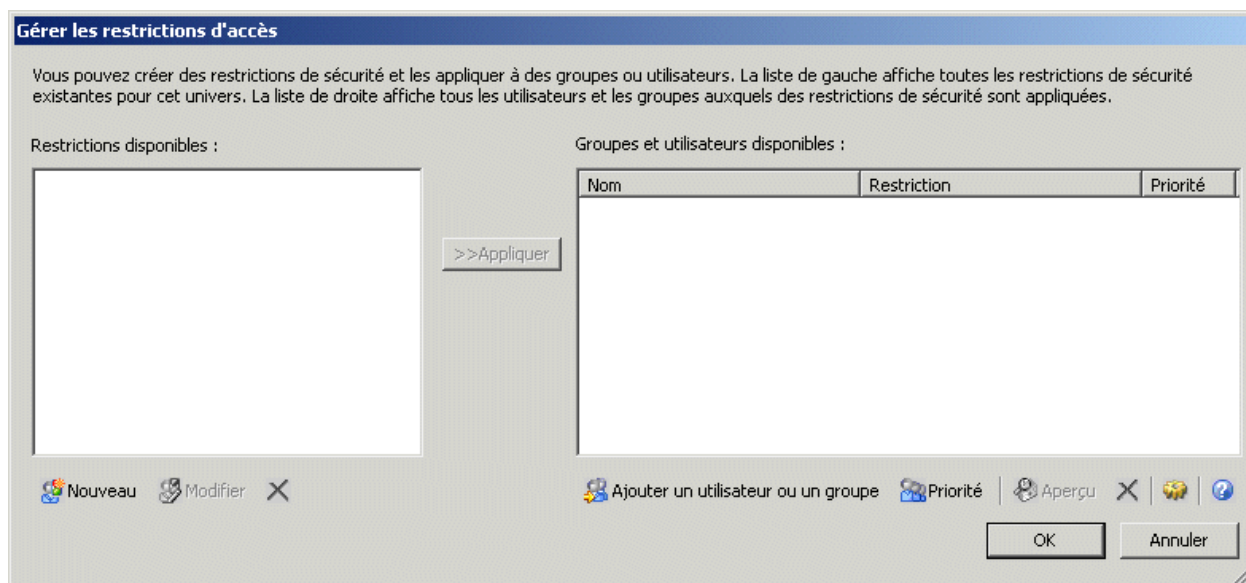 Gérer les restrictions d'accès
Vous pouvez créer des restrictions de sécurité et les appliquer à des groupes ou utilisateurs. La liste de gauche affiche toutes les restrictions de sécurité
existantes pour cet univers. La liste de droite affiche tous les utilisateurs et les groupes auxquels des restrictions de sécurité sont appliquées.
Restrictions disponibles :
Groupes et utilisateurs disponibles :
Nom Restriction Priorité
>>Appliquer
Nouveau Modifier Ajouter un utilisateur ou un groupe Priorité Aperçu
OK Annuler